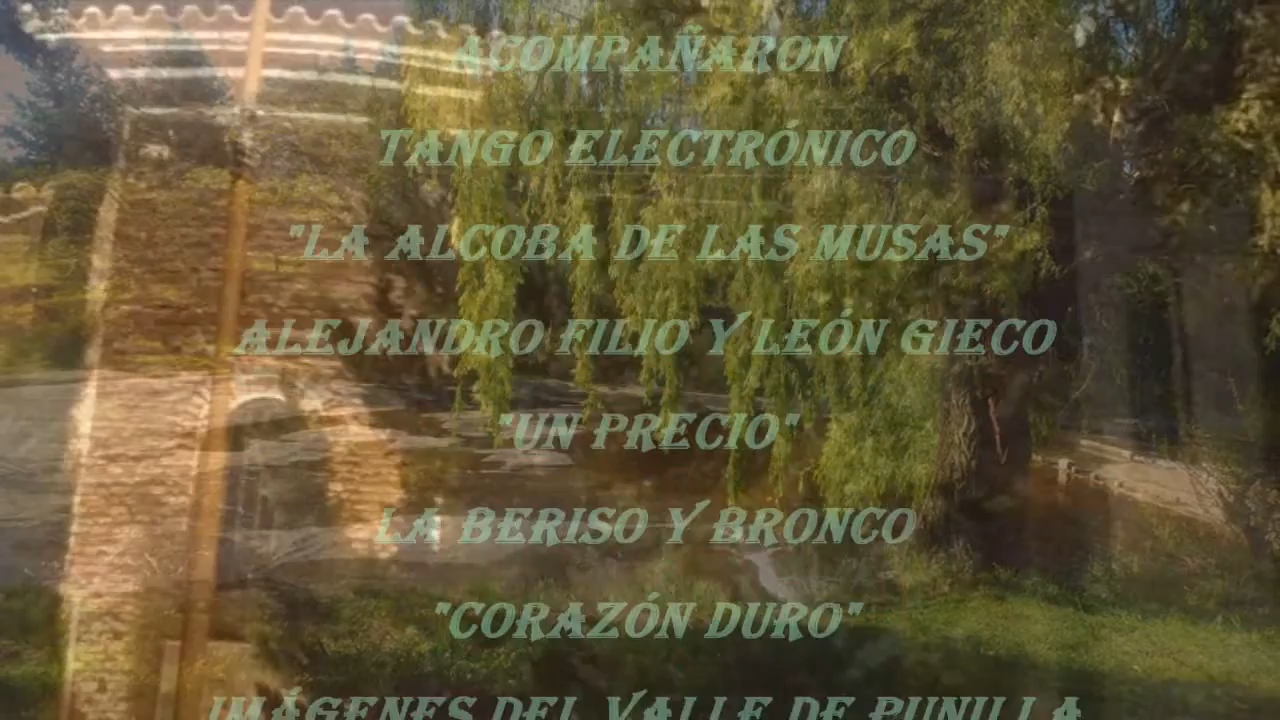 ACOMPAÑARON
TANGO ELECTRÓNICO
"LA ALCOBA DE LAS MUSAS"
ALEJANDRO FILIO Y LEÓN GIECO
"UN PRECIO"
LA BERISO Y BRONCO
"CORAZÓN DURO"
IMÁGENES DEL VALLE DE PUNILLA